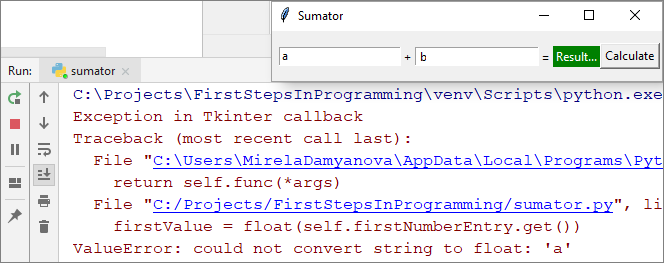 Sumator
a + b = Result... Calculate
Run: sumator
C:\Projects\FirstStepsInProgramming\venv\Scripts\python.exe
Exception in Tkinter callback
Traceback (most recent call last):
File "C:\Users\MirelaDamyanova\AppData\Local\Programs\Pyt
return self.func(*args)
File "C:/Projects/FirstStepsInProgramming/sumator.py", li
firstValue = float(self.firstNumberEntry.get())
ValueError: could not convert string to float: 'a'